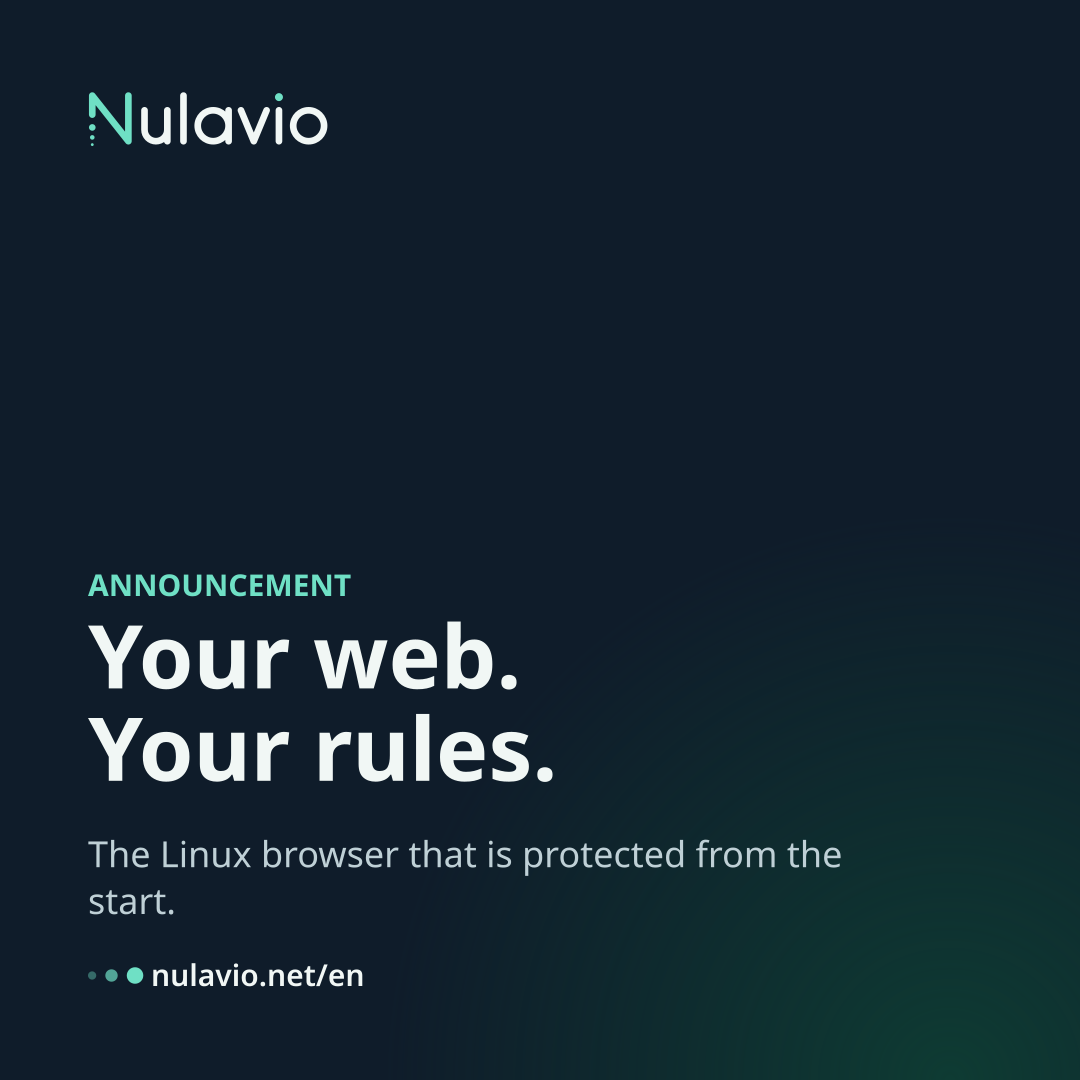 Nulavio
ANNOUNCEMENT
Your web.
Your rules.
The Linux browser that is protected from the
start.
nulavio.net/en